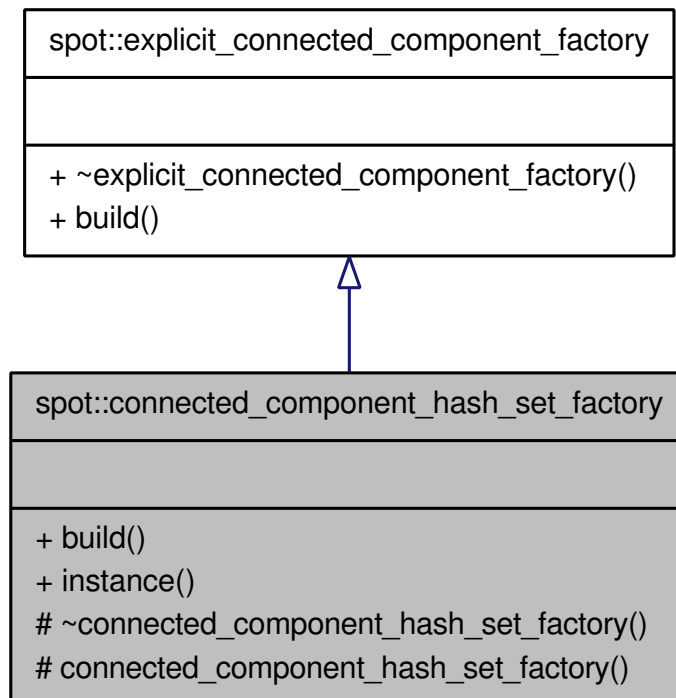 spot::explicit_connected_component_factory
+ ~explicit_connected_component_factory()
+ build()
spot::connected_component_hash_set_factory
+ build()
+ instance()
# ~connected_component_hash_set_factory()
# connected_component_hash_set_factory()